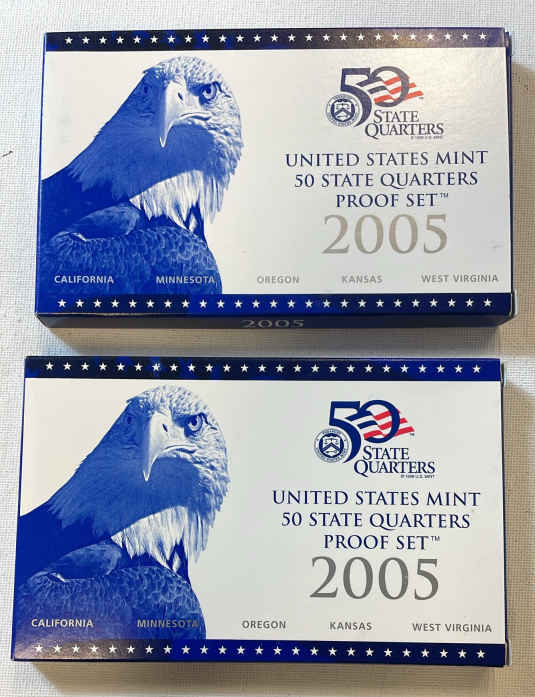 50
STATE
QUARTERS
UNITED STATES MINT
50 STATE QUARTERS
PROOF SET™
2005
CALIFORNIA MINNESOTA OREGON KANSAS WEST VIRGINIA
2005
50
STATE
QUARTERS
UNITED STATES MINT
50 STATE QUARTERS
PROOF SET™
2005
CALIFORNIA MINNESOTA OREGON KANSAS WEST VIRGINIA